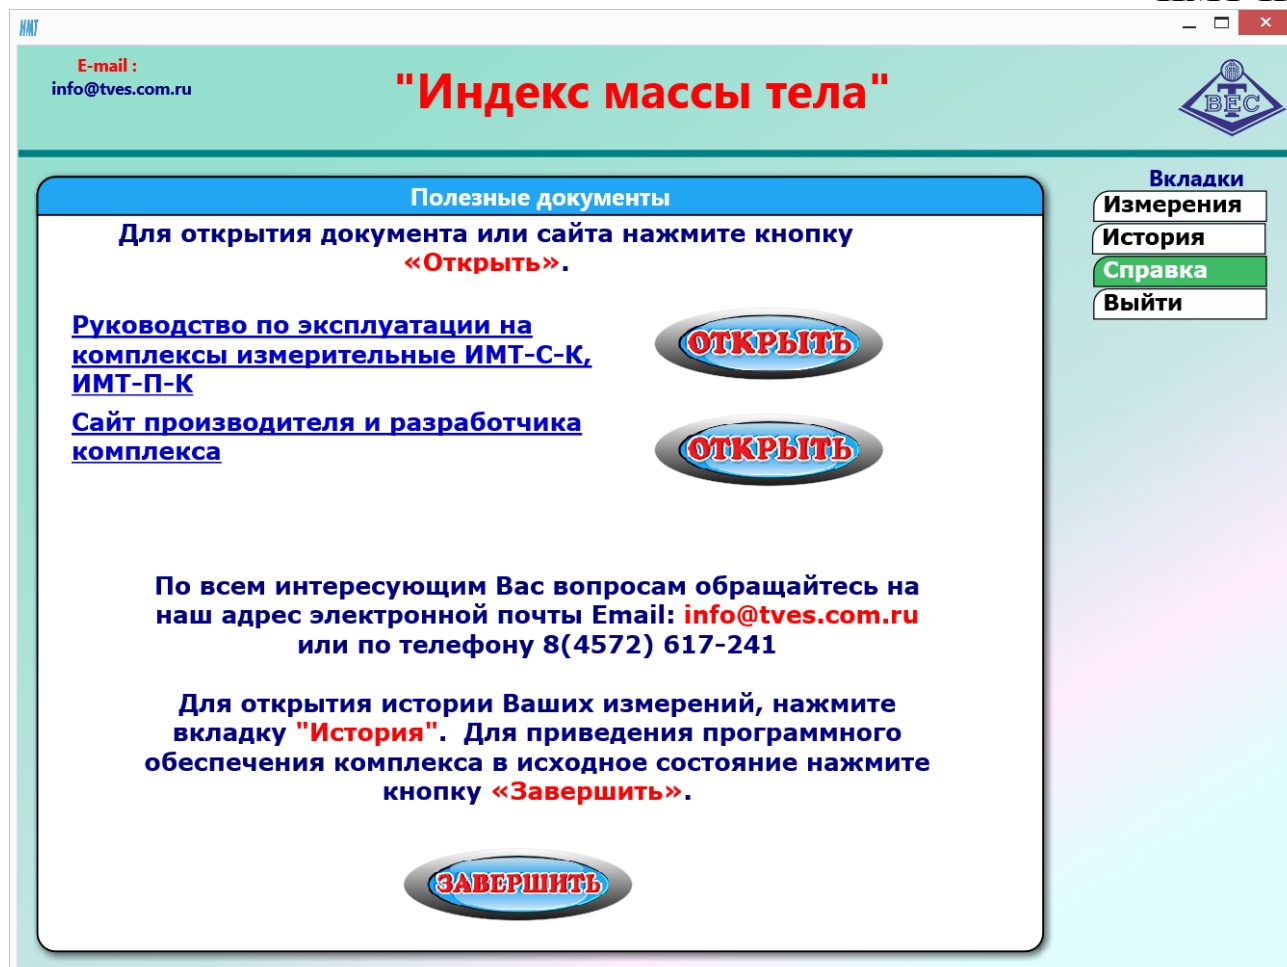 ИМТ
E-mail :
info@tves.com.ru
"Индекс массы тела"
ВЕС
Вкладки
Измерения
История
Справка
Выйти
Полезные документы
Для открытия документа или сайта нажмите кнопку
«Открыть».
Руководство по эксплуатации на
комплексы измерительные ИМТ-С-К,
ИМТ-П-К
ОТКРЫТЬ
Сайт производителя и разработчика
комплекса
ОТКРЫТЬ
По всем интересующим Вас вопросам обращайтесь на
наш адрес электронной почты Email: info@tves.com.ru
или по телефону 8(4572) 617-241
Для открытия истории Ваших измерений, нажмите
вкладку "История". Для приведения программного
обеспечения комплекса в исходное состояние нажмите
кнопку «Завершить».
ЗАВЕРШИТЬ